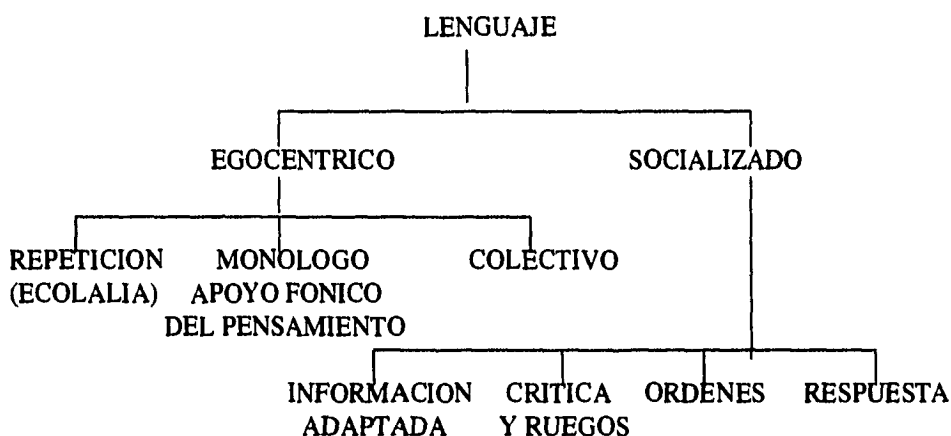 LENGUAJE
EGOCENTRICO SOCIALIZADO
REPETICION MONOLOGO COLECTIVO
(ECOLALIA) APOYO FONICO
DEL PENSAMIENTO
INFORMACION CRITICA ORDENES RESPUESTA
ADAPTADA Y RUEGOS